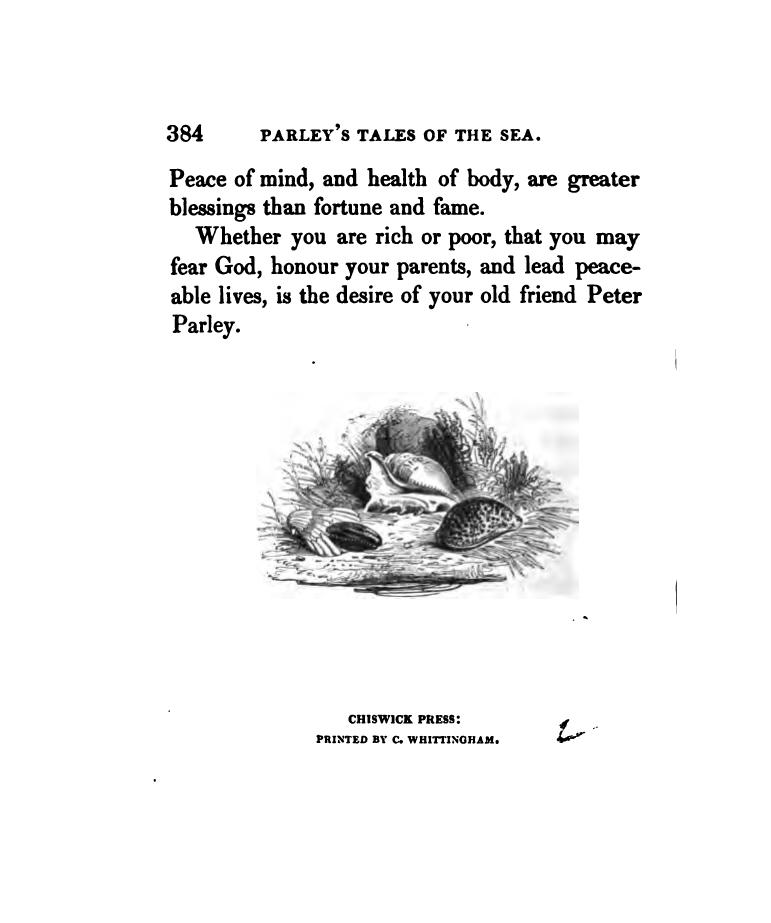 384 PARLEY'S TALES OF THE SEA.
Peace of mind, and health of body, are greater
blessings than fortune and fame.
Whether you are rich or poor, that you may
fear God, honour your parents, and lead peace-
able lives, is the desire of your old friend Peter
Parley.
CHISWICK PRESS:
PRINTED BY C. WHITTINGHAM.